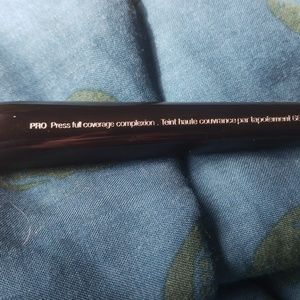 PRO Press full coverage complexion . Teint haute couvrance par tapotement